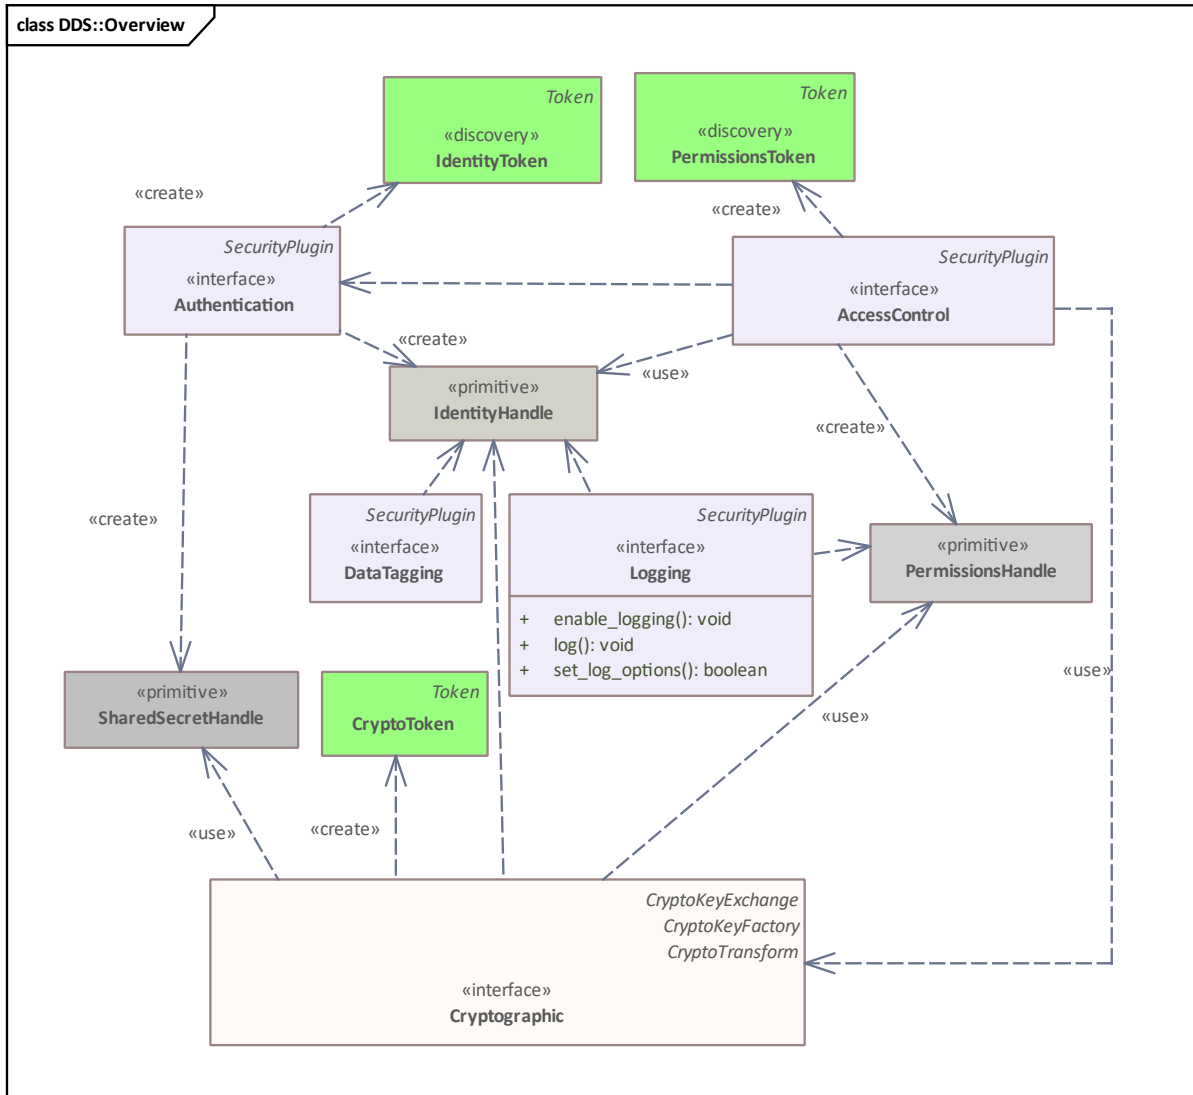 class DDS::Overview
Token
«discovery»
IdentityToken
Token
«discovery»
PermissionsToken
«create»
«create»
SecurityPlugin
«interface»
Authentication
SecurityPlugin
«interface»
AccessControl
«create»
«use»
«primitive»
IdentityHandle
«create»
SecurityPlugin
«interface»
DataTagging
SecurityPlugin
«interface»
Logging
+ enable_logging(): void
+ log(): void
+ set_log_options(): boolean
«primitive»
PermissionsHandle
«create»
«use»
«primitive»
SharedSecretHandle
Token
CryptoToken
«use»
«use»
«create»
CryptoKeyExchange
CryptoKeyFactory
CryptoTransform
«interface»
Cryptographic